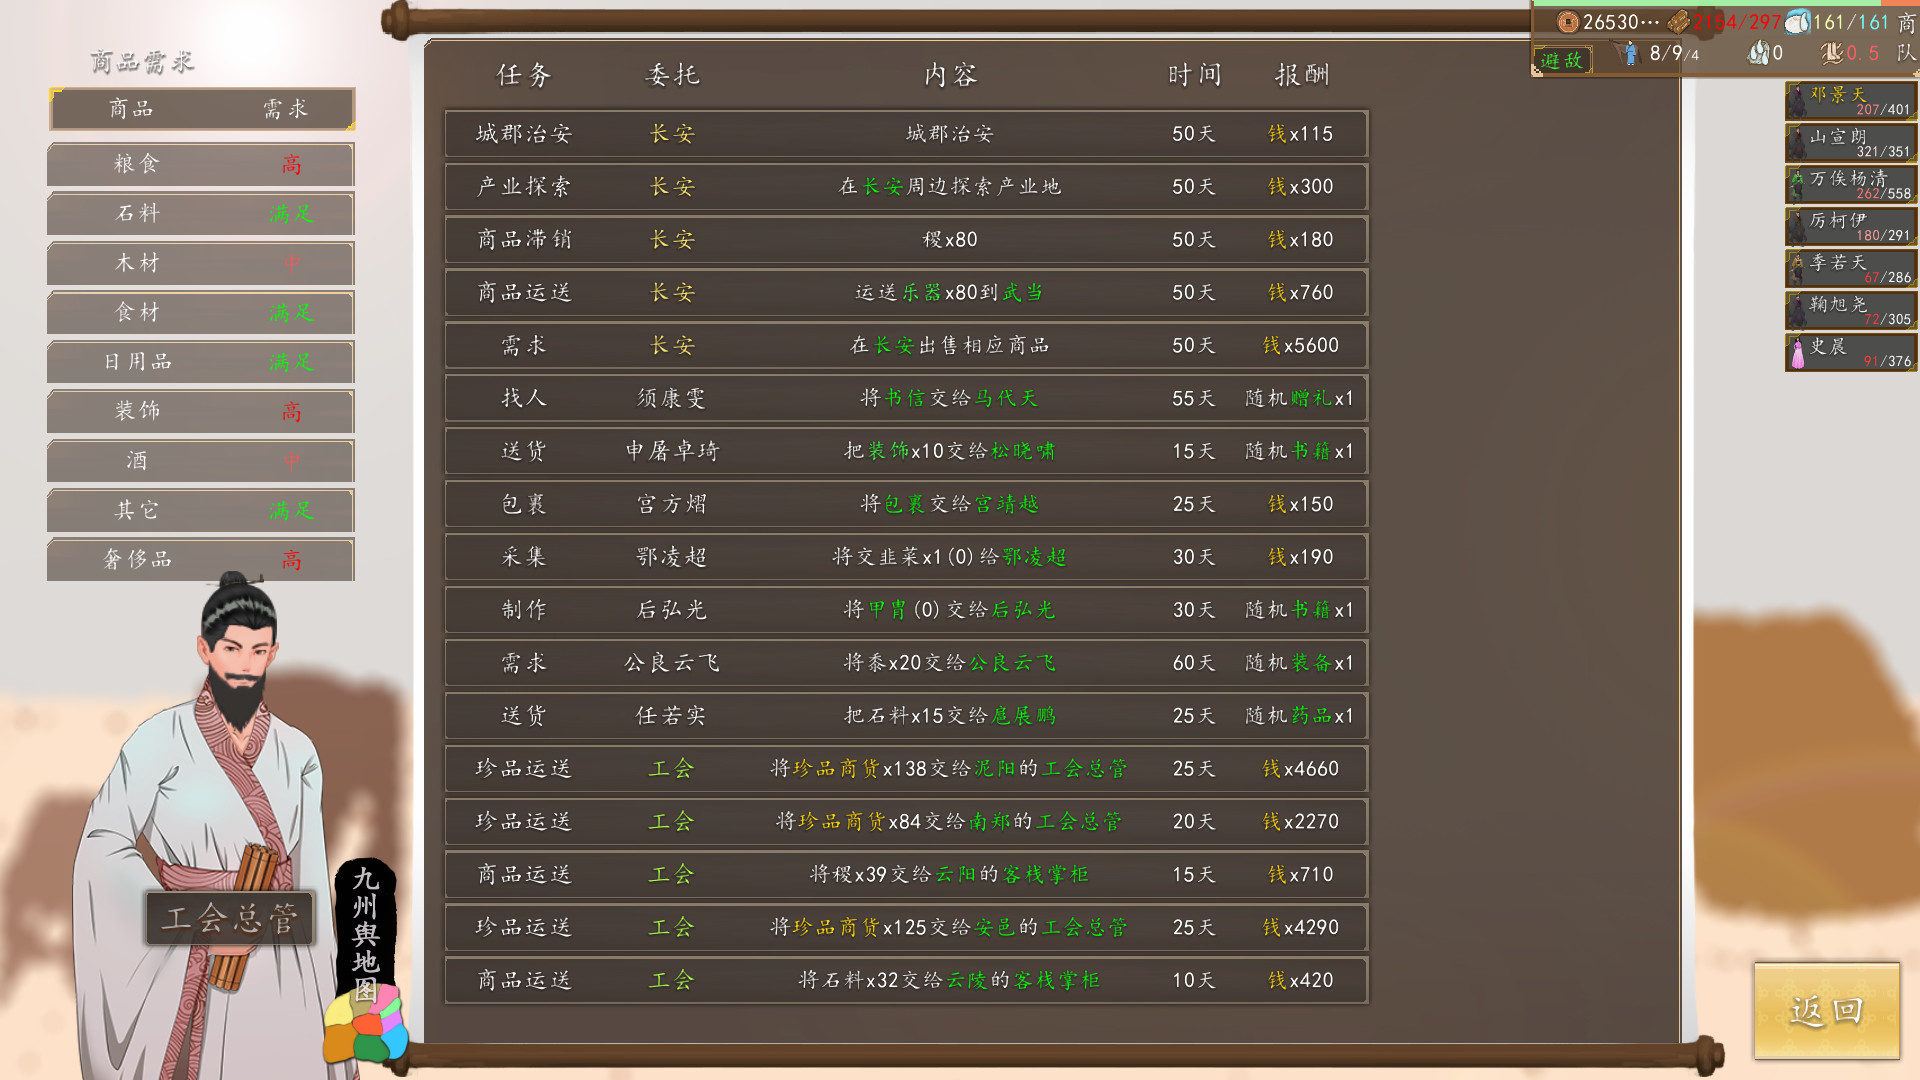 商品需求
商品 需求
粮食 高
石料 满足
木材 中
食材 满足
日用品 满足
装饰 高
酒 中
其它 满足
奢侈品 高
工会总管
九州舆地图
任务 委托 内容 时间 报酬
城郡治安 长安 城郡治安 50天 钱x115
产业探索 长安 在长安周边探索产业地 50天 钱x300
商品滞销 长安 稷x80 50天 钱x180
商品运送 长安 运送乐器x80到武当 50天 钱x760
需求 长安 在长安出售相应商品 50天 钱x5600
找人 须康雯 将书信交给马代天 55天 随机赠礼x1
送货 申屠卓琦 把装饰x10交给松晓啸 15天 随机书籍x1
包裹 宫方熠 将包裹交给宫靖越 25天 钱x150
采集 鄂凌超 将交韭菜x1(0)给鄂凌超 30天 钱x190
制作 后弘光 将甲胄(0)交给后弘光 30天 随机书籍x1
需求 公良云飞 将黍x20交给公良云飞 60天 随机装备x1
送货 任若实 把石料x15交给扈展鹏 25天 随机药品x1
珍品运送 工会 将珍品商货x138交给泥阳的工会总管 25天 钱x4660
珍品运送 工会 将珍品商货x84交给南郑的工会总管 20天 钱x2270
商品运送 工会 将稷x39交给云阳的客栈掌柜 15天 钱x710
珍品运送 工会 将珍品商货x125交给安邑的工会总管 25天 钱x4290
商品运送 工会 将石料x32交给云陵的客栈掌柜 10天 钱x420
26530··· 2184/297 161/161 商
避敌 8/9/4 0 0.5 队
邓景天 207/401
山宣朗 321/351
万俟杨清 262/558
厉柯伊 180/291
季若天 67/286
鞠旭尧 72/305
史晨 91/376
返回